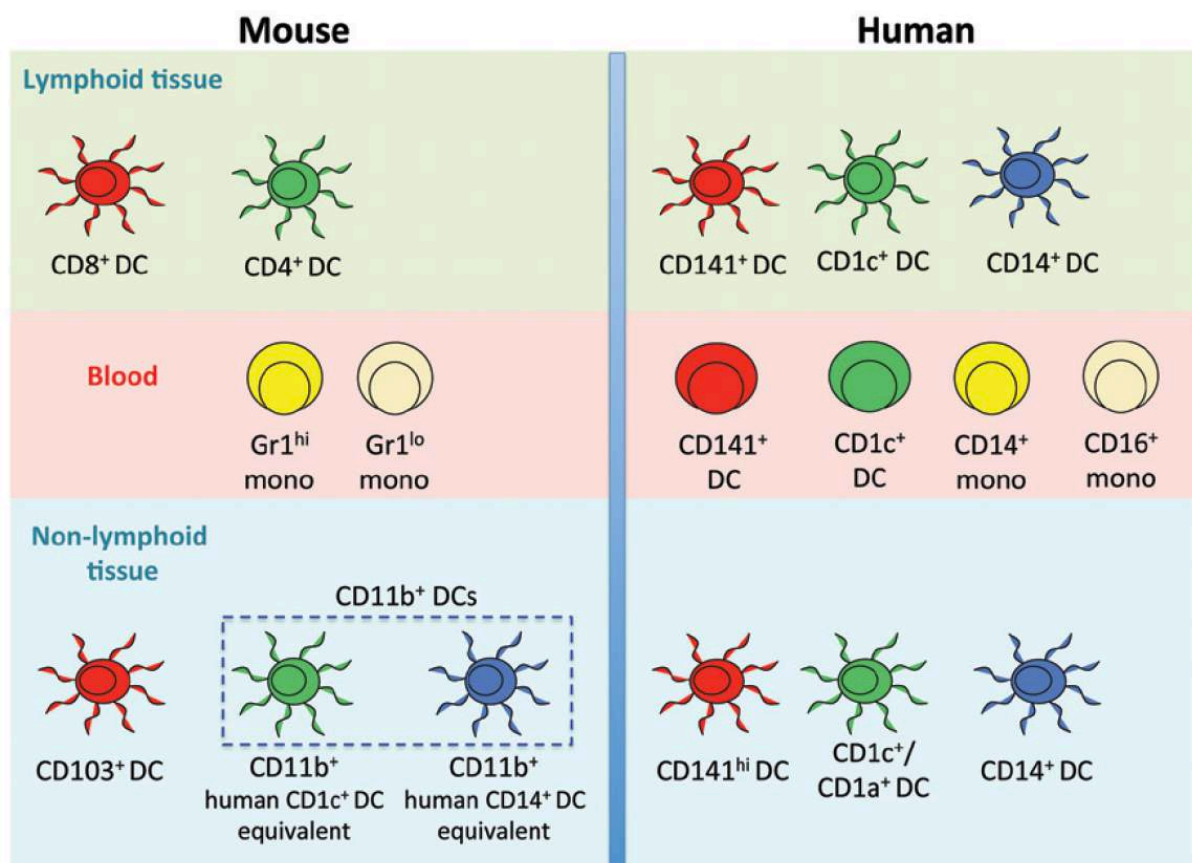 Mouse
Human
Lymphoid tissue
CD8⁺ DC
CD4⁺ DC
CD141⁺ DC
CD1c⁺ DC
CD14⁺ DC
Blood
Gr1ʰⁱ
mono
Gr1ˡᵒ
mono
CD141⁺
DC
CD1c⁺
DC
CD14⁺
mono
CD16⁺
mono
Non-lymphoid
tissue
CD11b⁺ DCs
CD103⁺ DC
CD11b⁺
human CD1c⁺ DC
equivalent
CD11b⁺
human CD14⁺ DC
equivalent
CD141ʰⁱ DC
CD1c⁺/
CD1a⁺ DC
CD14⁺ DC